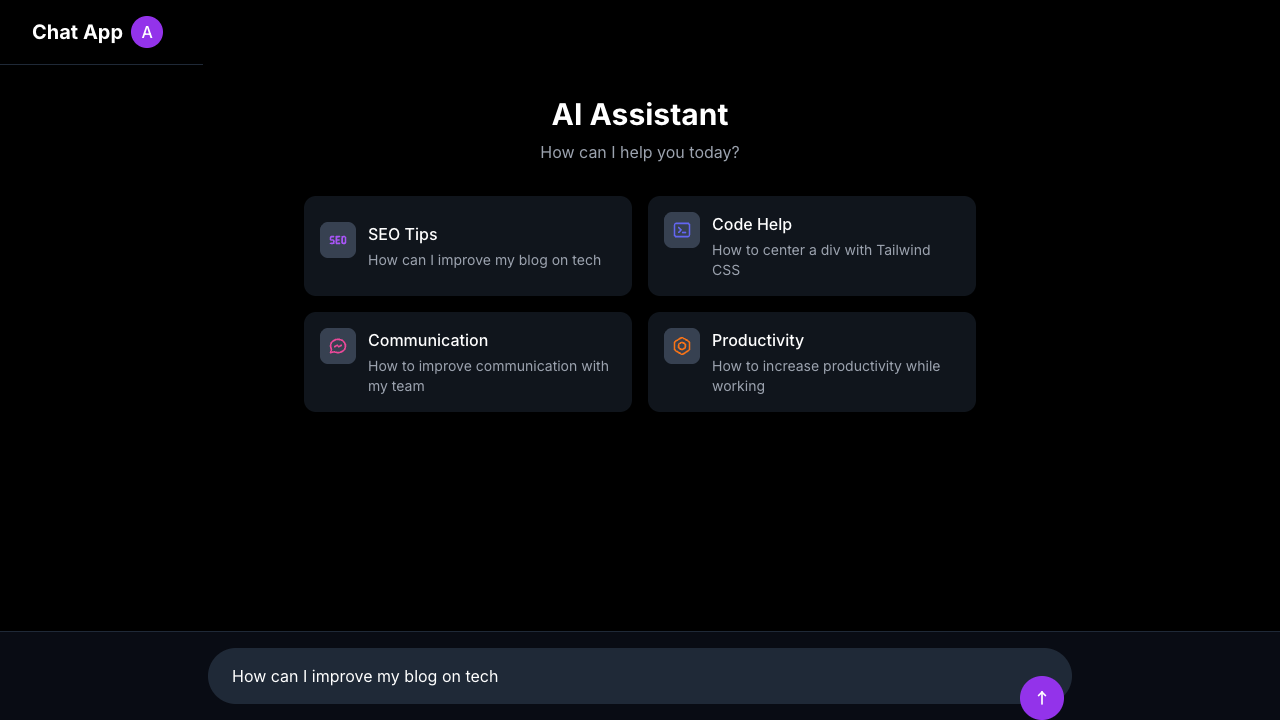 Chat App A
AI Assistant
How can I help you today?
SEO
SEO Tips
How can I improve my blog on tech
Code Help
How to center a div with Tailwind
CSS
Communication
How to improve communication with
my team
Productivity
How to increase productivity while
working
How can I improve my blog on tech